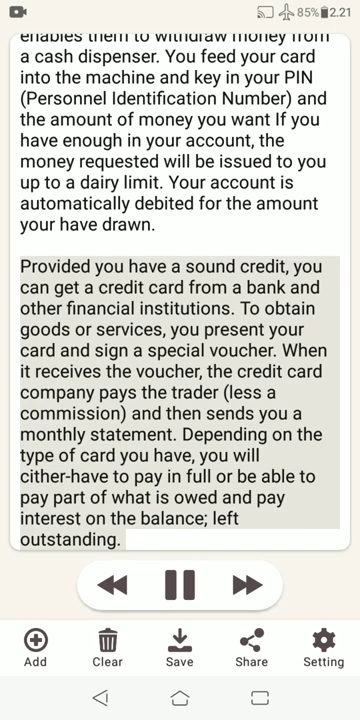 85% 2.21
enables them to withdraw money from
a cash dispenser. You feed your card
into the machine and key in your PIN
(Personnel Identification Number) and
the amount of money you want If you
have enough in your account, the
money requested will be issued to you
up to a dairy limit. Your account is
automatically debited for the amount
your have drawn.
Provided you have a sound credit, you
can get a credit card from a bank and
other financial institutions. To obtain
goods or services, you present your
card and sign a special voucher. When
it receives the voucher, the credit card
company pays the trader (less a
commission) and then sends you a
monthly statement. Depending on the
type of card you have, you will
cither-have to pay in full or be able to
pay part of what is owed and pay
interest on the balance; left
outstanding.
Add Clear Save Share Setting